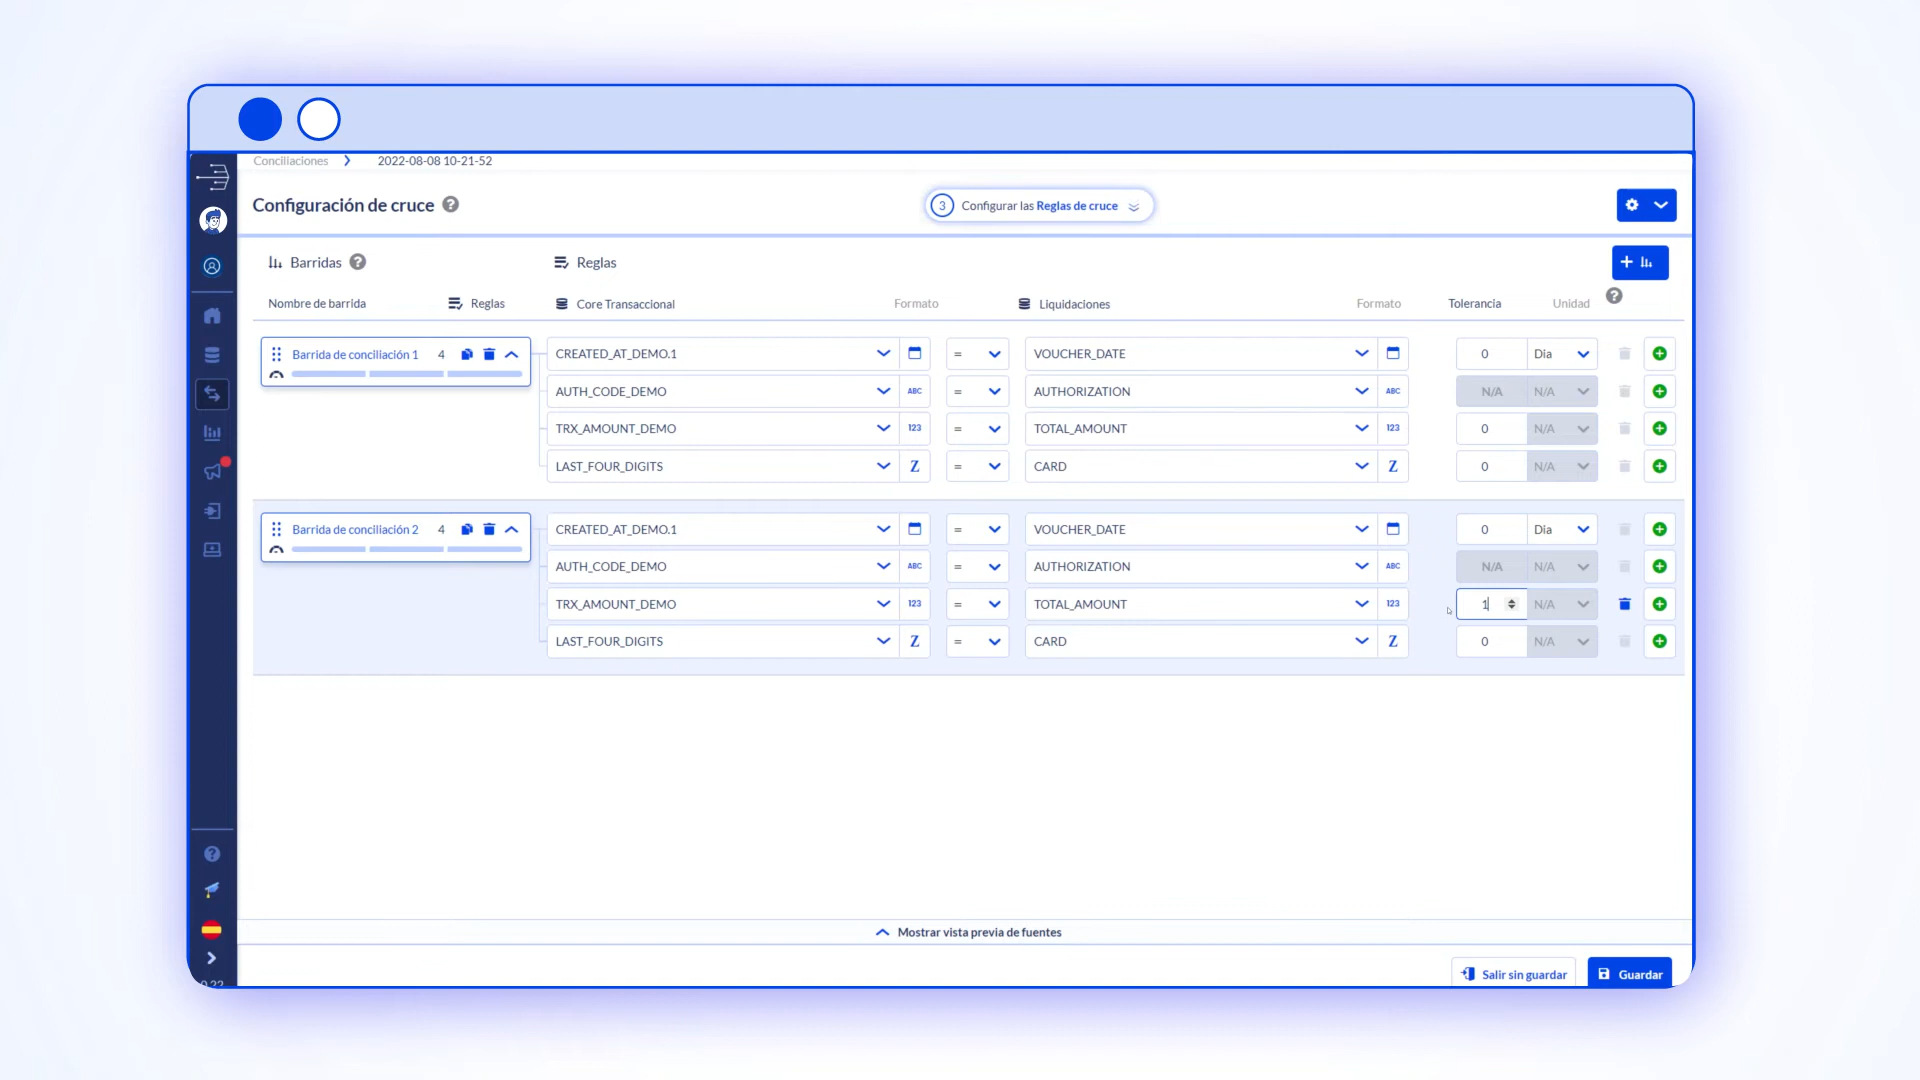 Conciliaciones 2022-08-08 10-21-52
Configuración de cruce ?
3 Configurar las Reglas de cruce
Barridas ? Reglas
Nombre de barrida Reglas Core Transaccional Formato Liquidaciones Formato Tolerancia Unidad ?
Barrida de conciliación 1 4 CREATED_AT_DEMO.1 = VOUCHER_DATE 0 Dia
AUTH_CODE_DEMO ABC = AUTHORIZATION ABC N/A N/A
TRX_AMOUNT_DEMO 123 = TOTAL_AMOUNT 123 0 N/A
LAST_FOUR_DIGITS Z = CARD Z 0 N/A
Barrida de conciliación 2 4 CREATED_AT_DEMO.1 = VOUCHER_DATE 0 Dia
AUTH_CODE_DEMO ABC = AUTHORIZATION ABC N/A N/A
TRX_AMOUNT_DEMO 123 = TOTAL_AMOUNT 123 1 N/A
LAST_FOUR_DIGITS Z = CARD Z 0 N/A
Mostrar vista previa de fuentes
Salir sin guardar Guardar